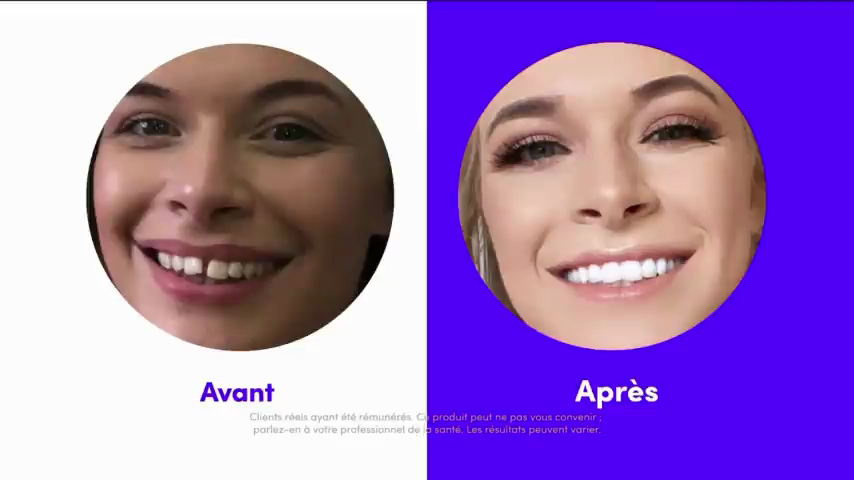 Avant
Après
Clients réels ayant été rémunérés. Ce produit peut ne pas vous convenir ;
parlez-en à votre professionnel de la santé. Les résultats peuvent varier.